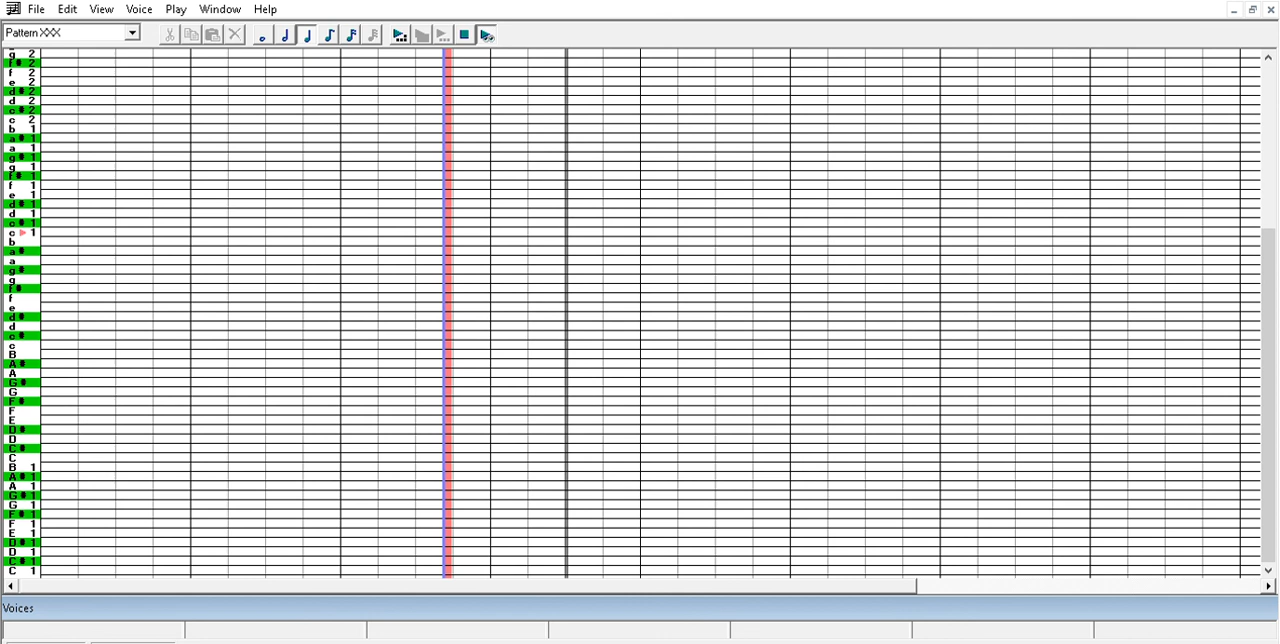 File Edit View Voice Play Window Help
Pattern XXX
g 2
f# 2
f 2
e 2
d# 2
d 2
c# 2
c 2
b 1
a# 1
a 1
g# 1
g 1
f# 1
f 1
e 1
d# 1
d 1
c# 1
c 1
b
a#
a
g#
g
f#
f
e
d#
d
c#
c
B
A#
A
G#
G
F#
F
E
D#
D
C#
C
B 1
A# 1
A 1
G# 1
G 1
F# 1
F 1
E 1
D# 1
D 1
C# 1
C 1
Voices